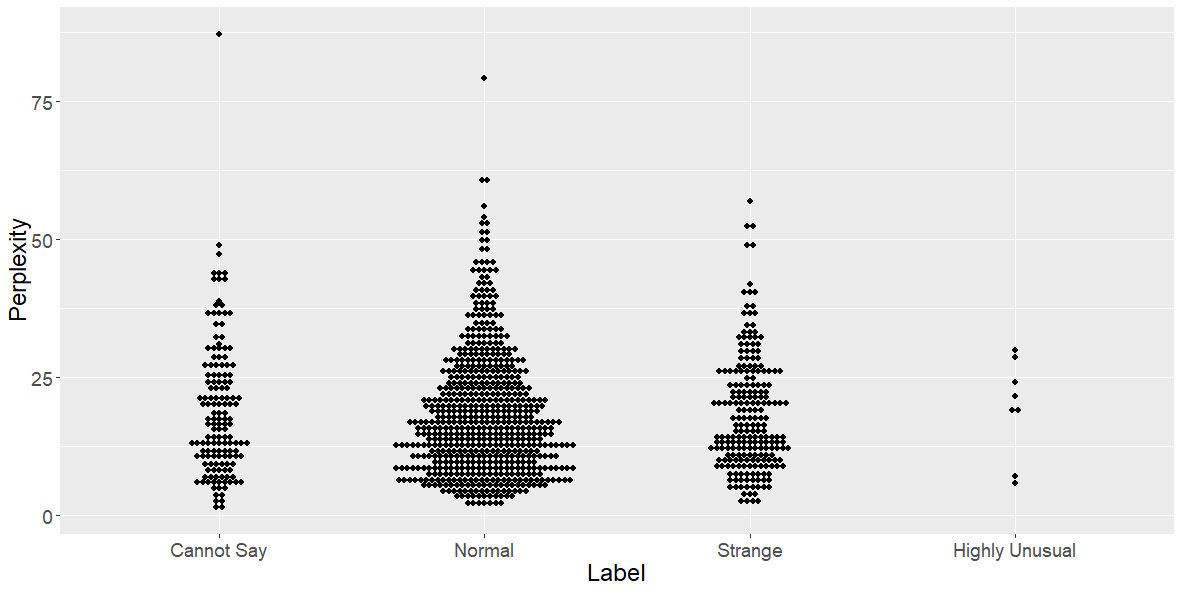 Perplexity
75
50
25
0
Cannot Say
Normal
Strange
Highly Unusual
Label